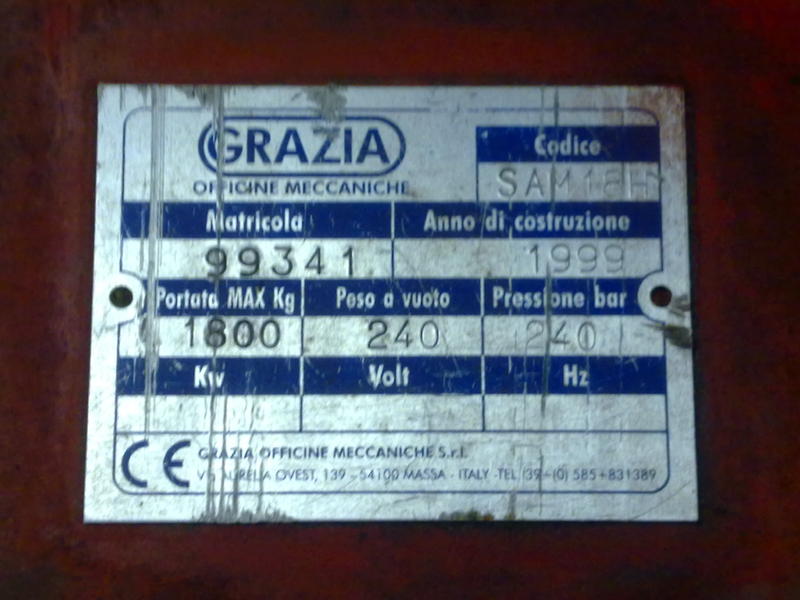 GRAZIA
OFFICINE MECCANICHE
Codice
SAM18H
Matricola Anno di costruzione
99341 1999
Portata MAX Kg Peso a vuoto Pressione bar
1800 240 240
Kw Volt Hz
CE GRAZIA OFFICINE MECCANICHE S.r.l.
VIA AURELIA OVEST, 139 - 54100 MASSA - ITALY - TEL (39-(0) 585+831389